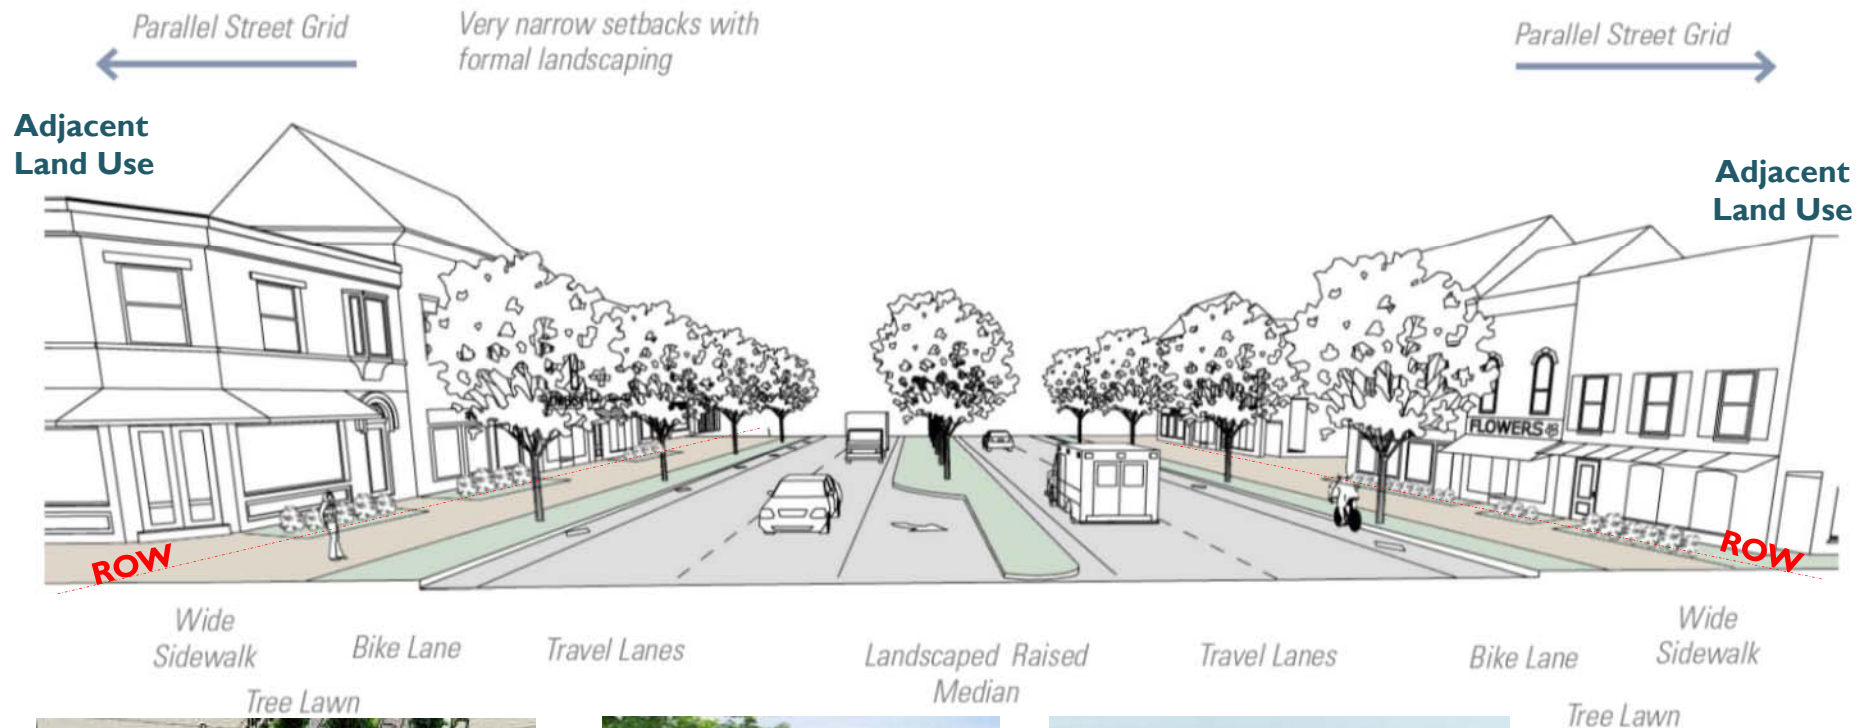 Parallel Street Grid
Very narrow setbacks with
formal landscaping
Parallel Street Grid
Adjacent
Land Use
Adjacent
Land Use
FLOWERS
ROW
ROW
Wide
Sidewalk
Bike Lane
Travel Lanes
Landscaped Raised
Median
Travel Lanes
Bike Lane
Wide
Sidewalk
Tree Lawn
Tree Lawn